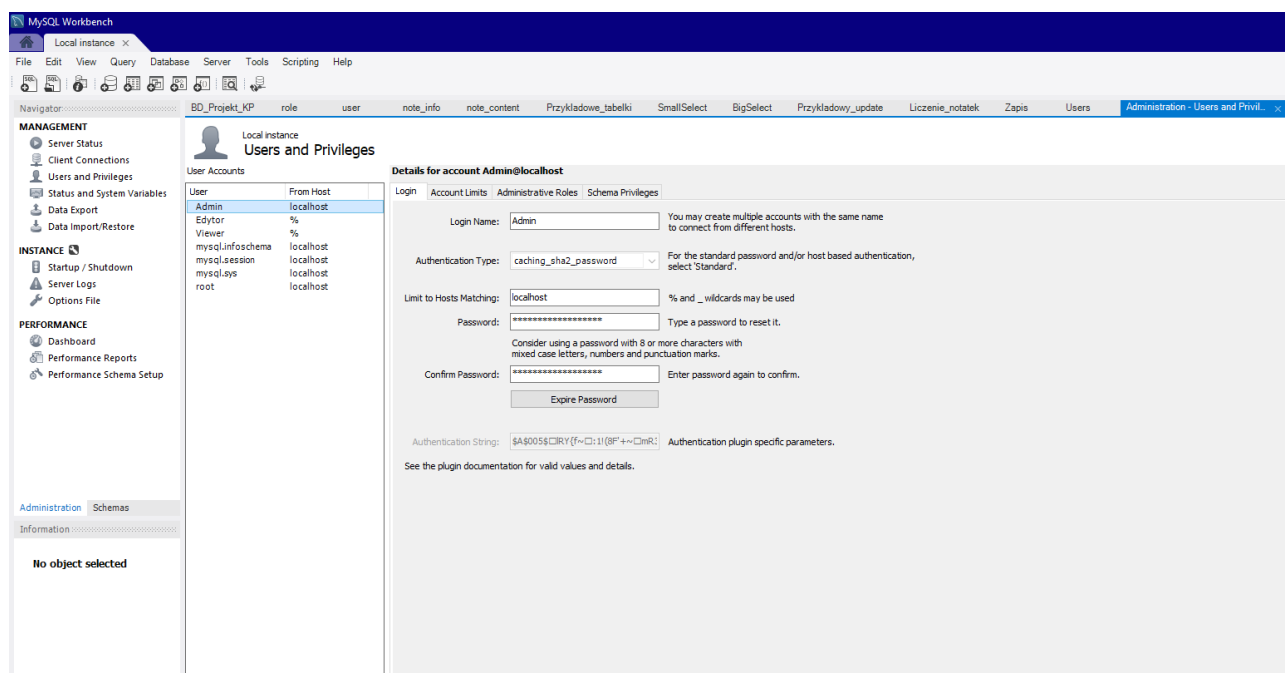 MySQL Workbench
Local instance ×
File Edit View Query Database Server Tools Scripting Help
Navigator
MANAGEMENT
Server Status
Client Connections
Users and Privileges
Status and System Variables
Data Export
Data Import/Restore
INSTANCE
Startup / Shutdown
Server Logs
Options File
PERFORMANCE
Dashboard
Performance Reports
Performance Schema Setup
Administration Schemas
Information
No object selected
BD_Projekt_KP role user note_info note_content Przykladowe_tabelki SmallSelect BigSelect Przykladowy_update Liczenie_notatek Zapis Users Administration - Users and Privil... ×
Local instance
Users and Privileges
User Accounts
User From Host
Admin localhost
Edytor %
Viewer %
mysql.infoschema localhost
mysql.session localhost
mysql.sys localhost
root localhost
Details for account Admin@localhost
Login Account Limits Administrative Roles Schema Privileges
Login Name: Admin You may create multiple accounts with the same name
to connect from different hosts.
Authentication Type: caching_sha2_password For the standard password and/or host based authentication,
select 'Standard'.
Limit to Hosts Matching: localhost % and _ wildcards may be used
Password: ****************** Type a password to reset it.
Consider using a password with 8 or more characters with
mixed case letters, numbers and punctuation marks.
Confirm Password: ****************** Enter password again to confirm.
Expire Password
Authentication String: Authentication plugin specific parameters.
See the plugin documentation for valid values and details.